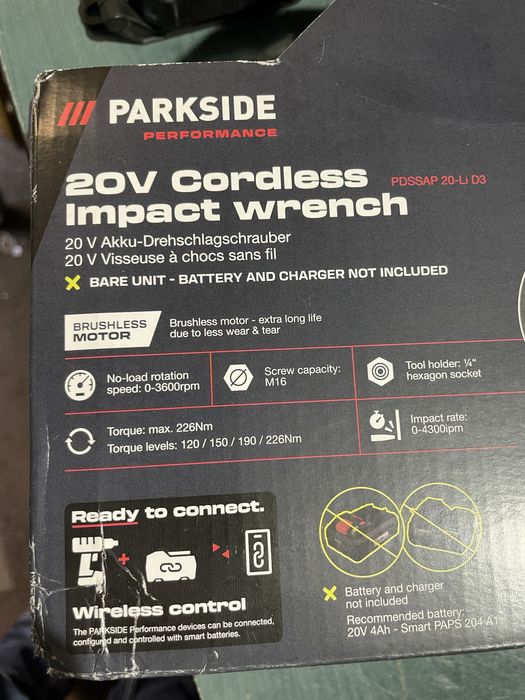 PARKSIDE
PERFORMANCE
20V Cordless PDSSAP 20-Li D3
Impact wrench
20 V Akku-Drehschlagschrauber
20 V Visseuse à chocs sans fil
BARE UNIT - BATTERY AND CHARGER NOT INCLUDED
BRUSHLESS
MOTOR
Brushless motor - extra long life
due to less wear & tear
No-load rotation
speed: 0-3600rpm
Screw capacity:
M16
Tool holder: ¼"
hexagon socket
Torque: max. 226Nm
Torque levels: 120 / 150 / 190 / 226Nm
Impact rate:
0-4300ipm
Ready to connect.
Wireless control
The PARKSIDE Performance devices can be connected,
configured and controlled with smart batteries.
Battery and charger
not included
Recommended battery:
20V 4Ah - Smart PAPS 204 A1